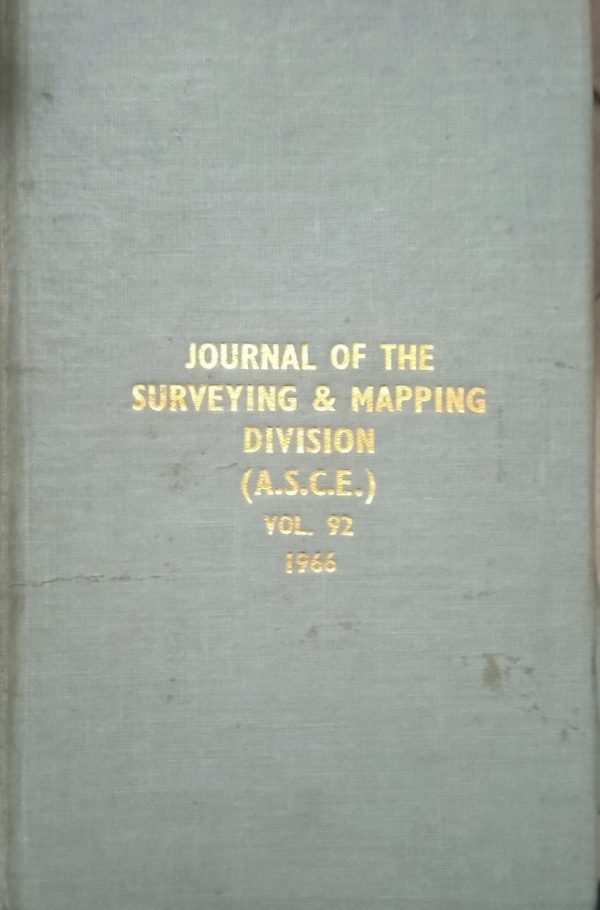 JOURNAL OF THE
SURVEYING & MAPPING
DIVISION
(A.S.C.E.)
VOL. 92
1966